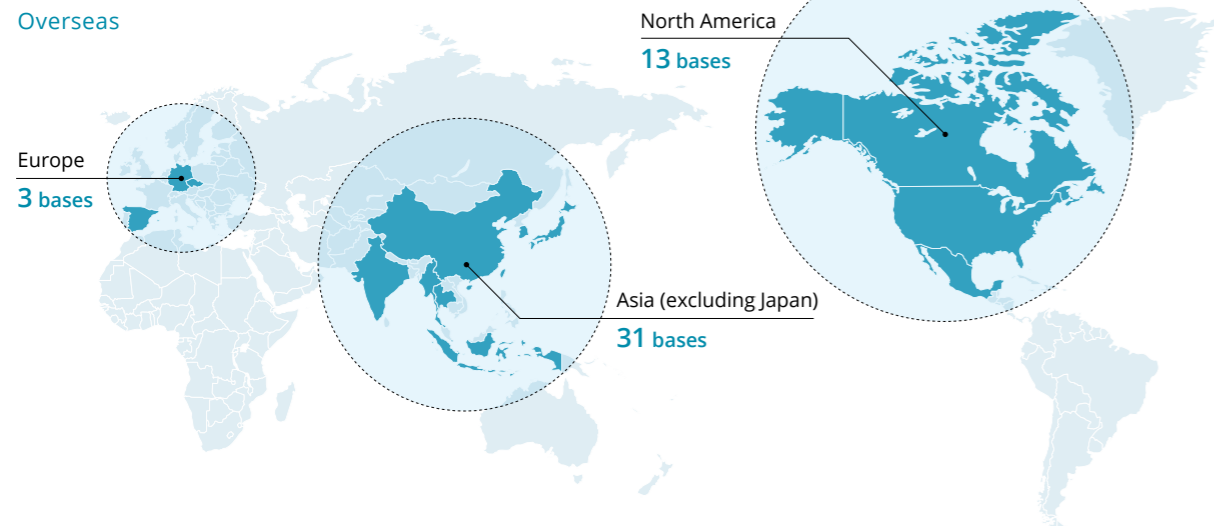 Overseas
Europe
3 bases
Asia (excluding Japan)
31 bases
North America
13 bases